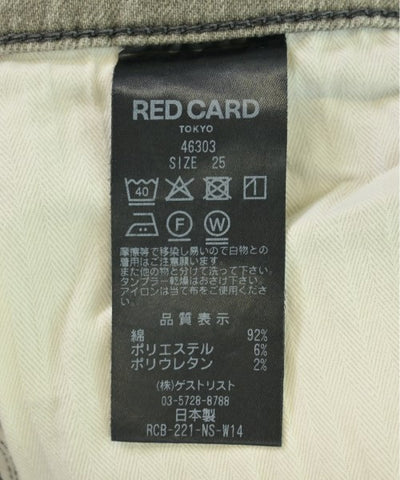 RED CARD
TOKYO
46303
SIZE 25
40
F W
摩擦等で移染し易いので白物との
着用はご注意願います。
また他の物と分けて洗って下さい。
タンブラー乾燥はお避け下さい。
アイロンは当て布をご使用くださ
い。
品質表示
綿 92%
ポリエステル 6%
ポリウレタン 2%
(株)ゲストリスト
03-5728-8788
日本製
RCB-221-NS-W14